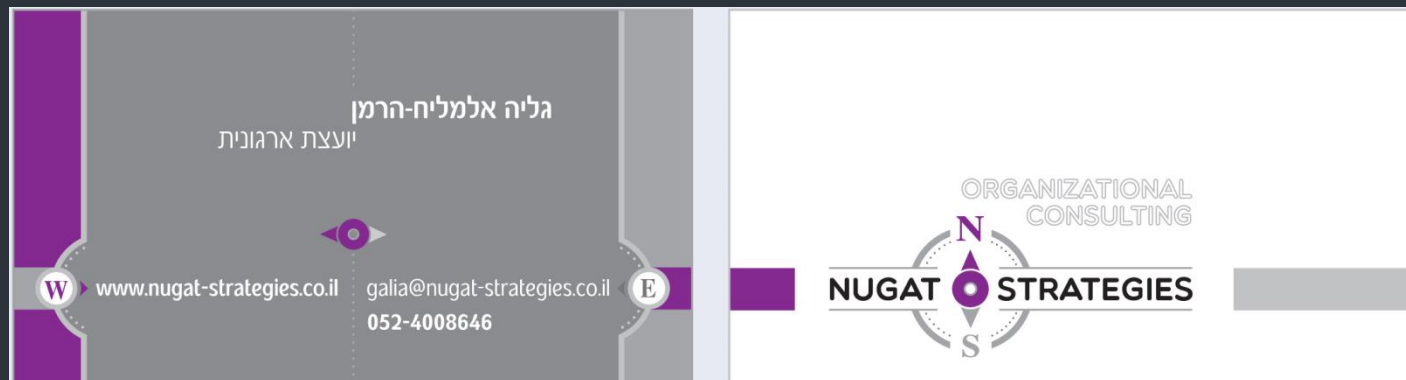 גליה אלמליח-הרמן
יועצת ארגונית
W www.nugat-strategies.co.il galia@nugat-strategies.co.il E
052-4008646
ORGANIZATIONAL
CONSULTING
N
NUGAT STRATEGIES
S